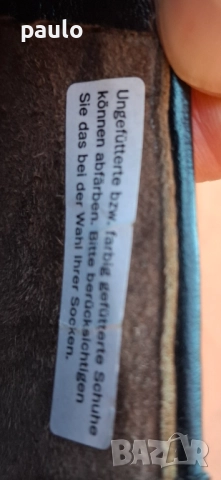 paulo
Ungefütterte bzw. farbig gefütterte Schuhe
können abfärben. Bitte berücksichtigen
Sie das bei der Wahl Ihrer Socken.
BAZAR